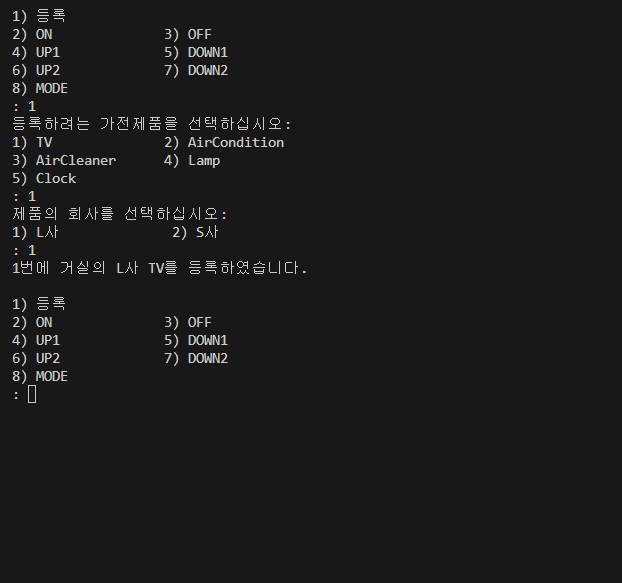 1) 등록
2) ON 3) OFF
4) UP1 5) DOWN1
6) UP2 7) DOWN2
8) MODE
: 1
등록하려는 가전제품을 선택하십시오:
1) TV 2) AirCondition
3) AirCleaner 4) Lamp
5) Clock
: 1
제품의 회사를 선택하십시오:
1) L사 2) S사
: 1
1번에 거실의 L사 TV를 등록하였습니다.
1) 등록
2) ON 3) OFF
4) UP1 5) DOWN1
6) UP2 7) DOWN2
8) MODE
: